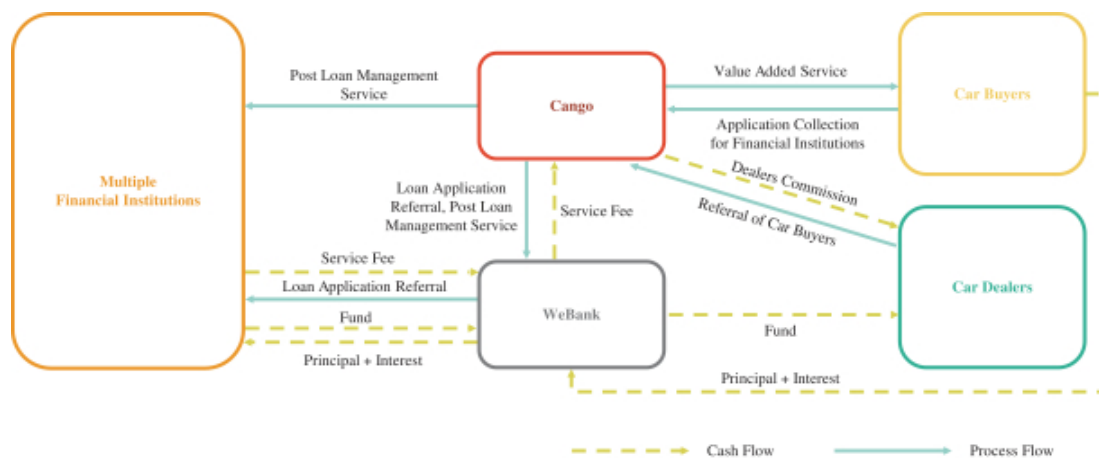 Post Loan Management
Service
Cango
Value Added Service
Car Buyers
Application Collection
for Financial Institutions
Multiple
Financial Institutions
Loan Application
Referral, Post Loan
Management Service
Service Fee
Dealers Commission
Referral of Car Buyers
Service Fee
Loan Application Referral
Fund
Principal + Interest
WeBank
Fund
Car Dealers
Principal + Interest
Cash Flow
Process Flow